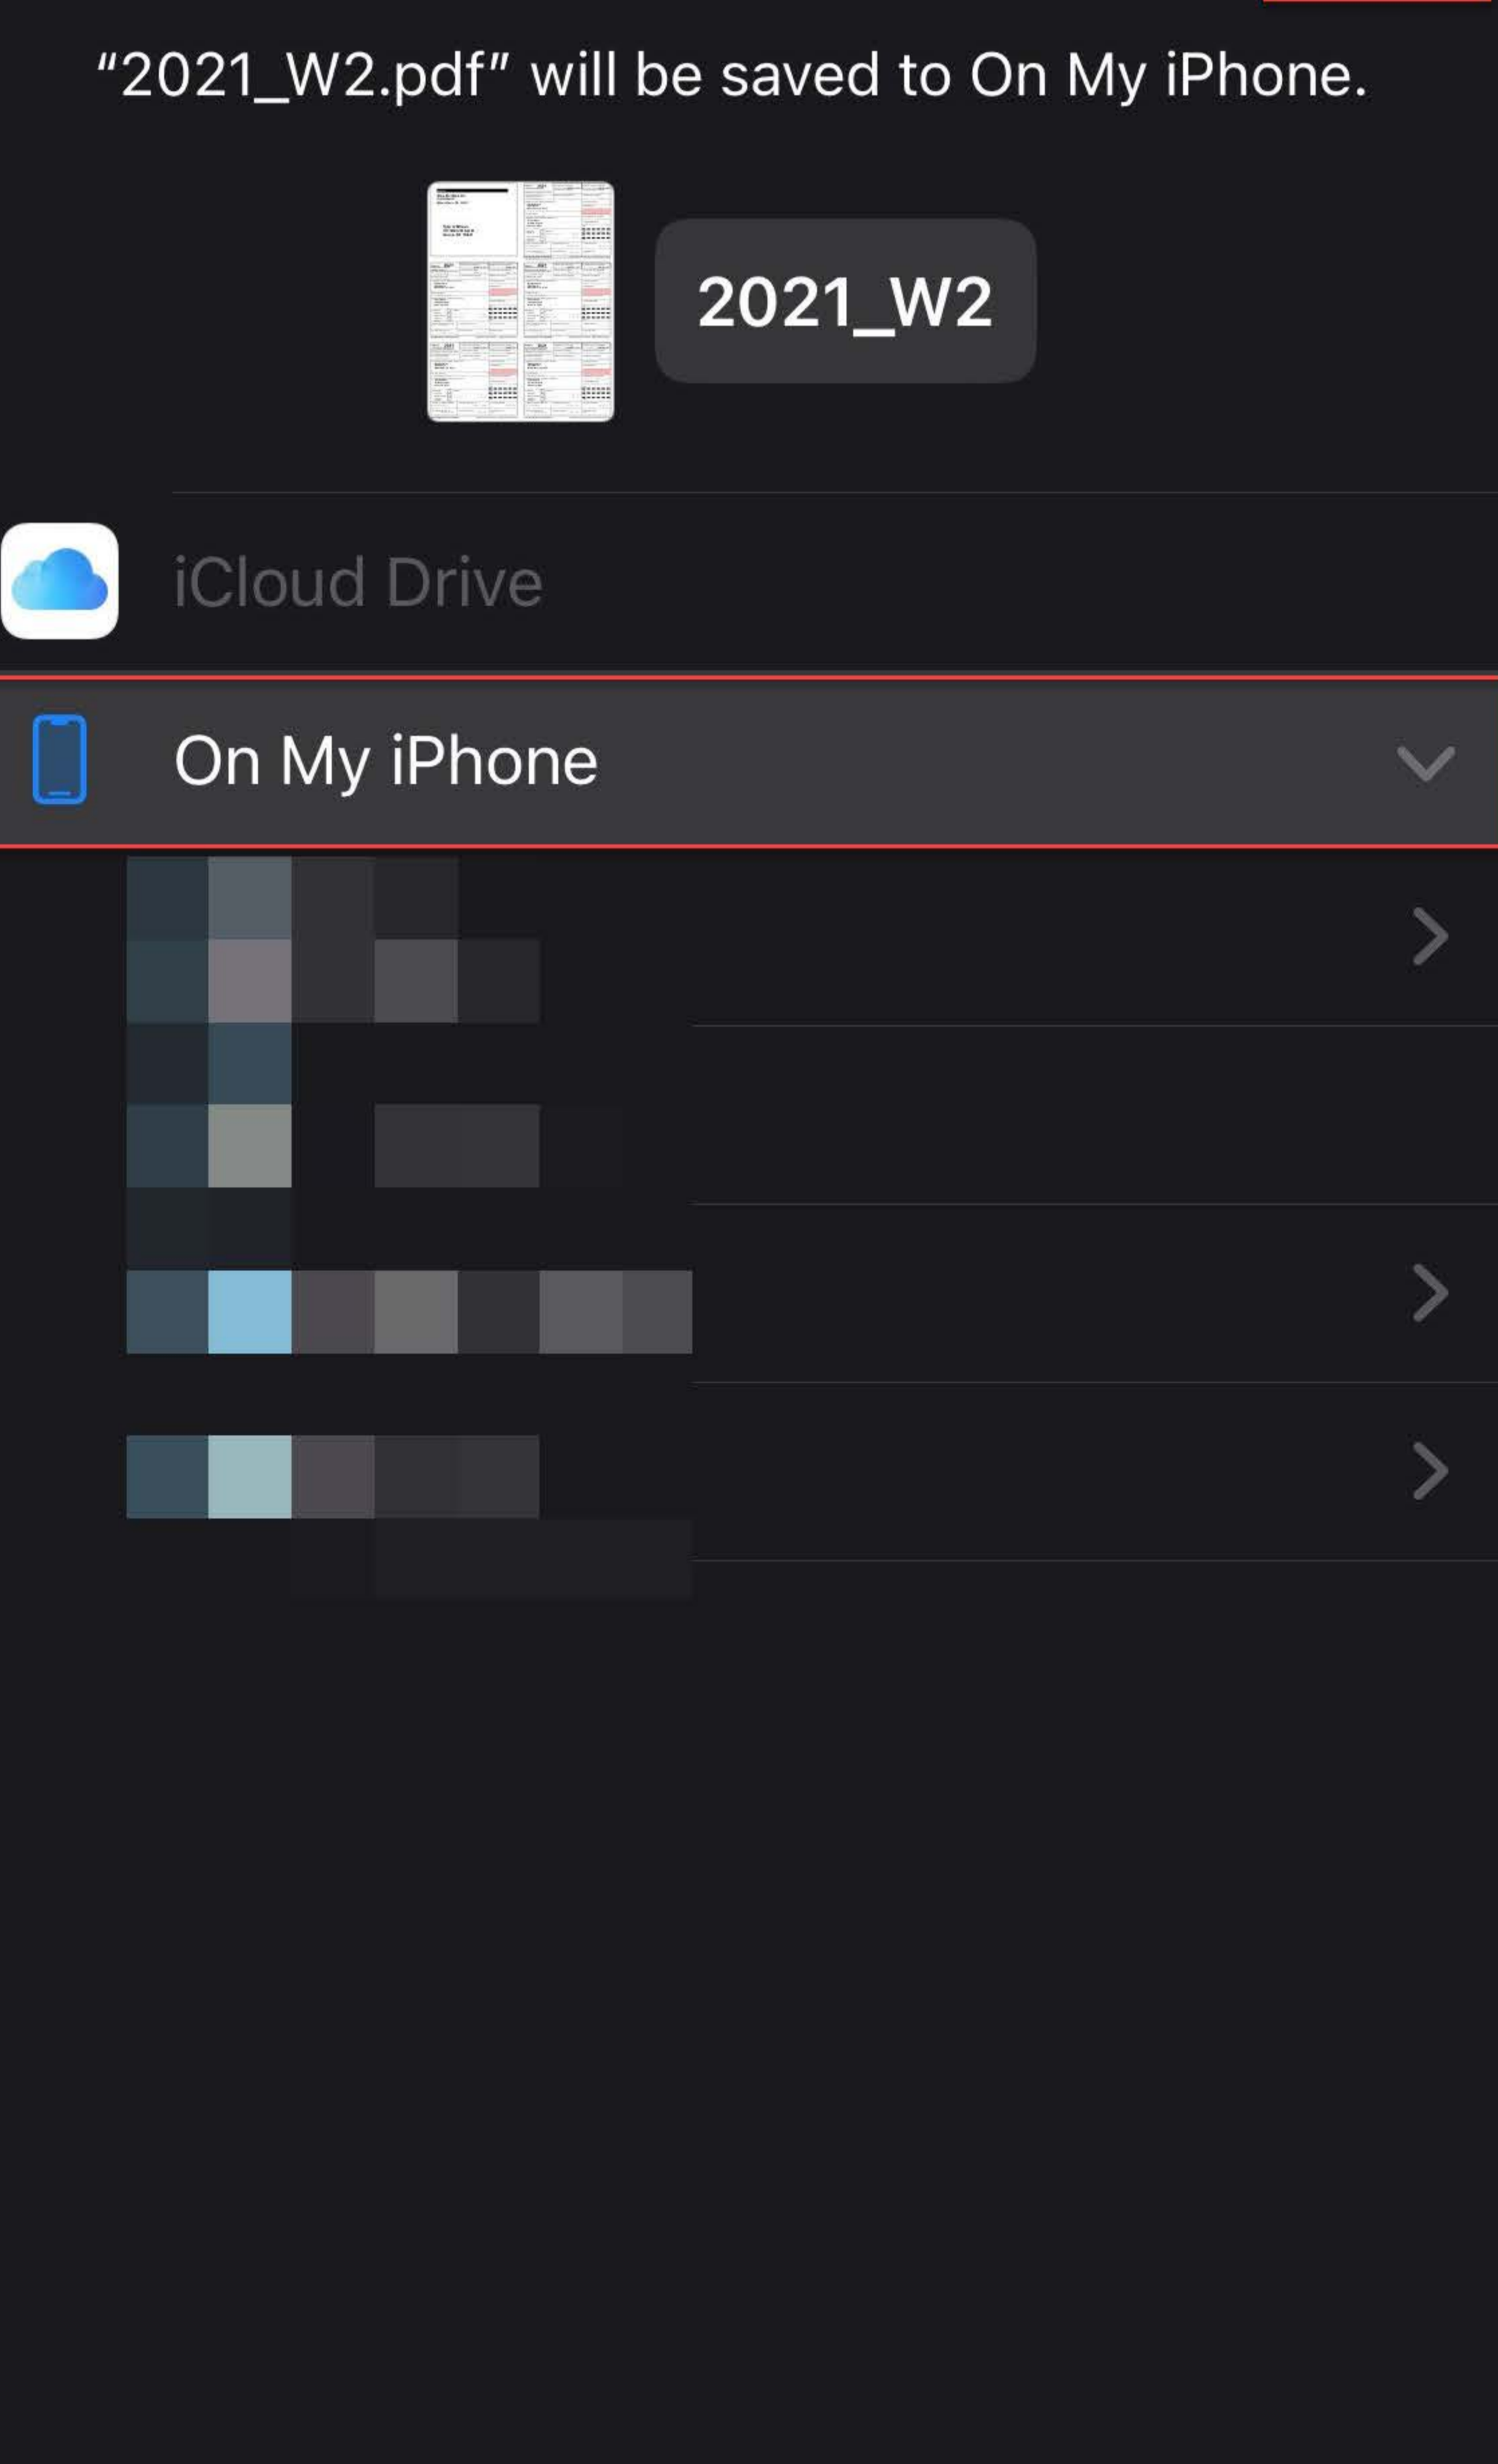 “2021_W2.pdf” will be saved to On My iPhone.
2021_W2
iCloud Drive
On My iPhone